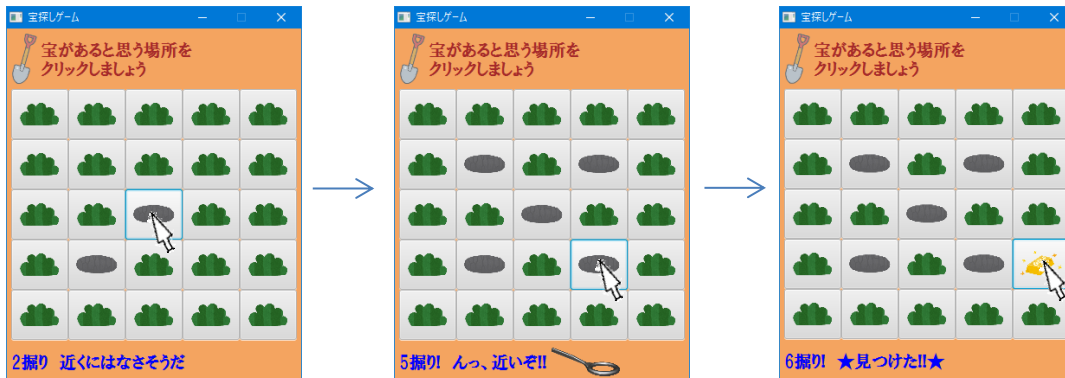 宝探しゲーム
宝があると思う場所を
クリックしましょう
2掘り 近くにはなさそうだ
宝探しゲーム
宝があると思う場所を
クリックしましょう
5掘り! んっ、近いぞ!!
宝探しゲーム
宝があると思う場所を
クリックしましょう
6掘り! ★見つけた!!★